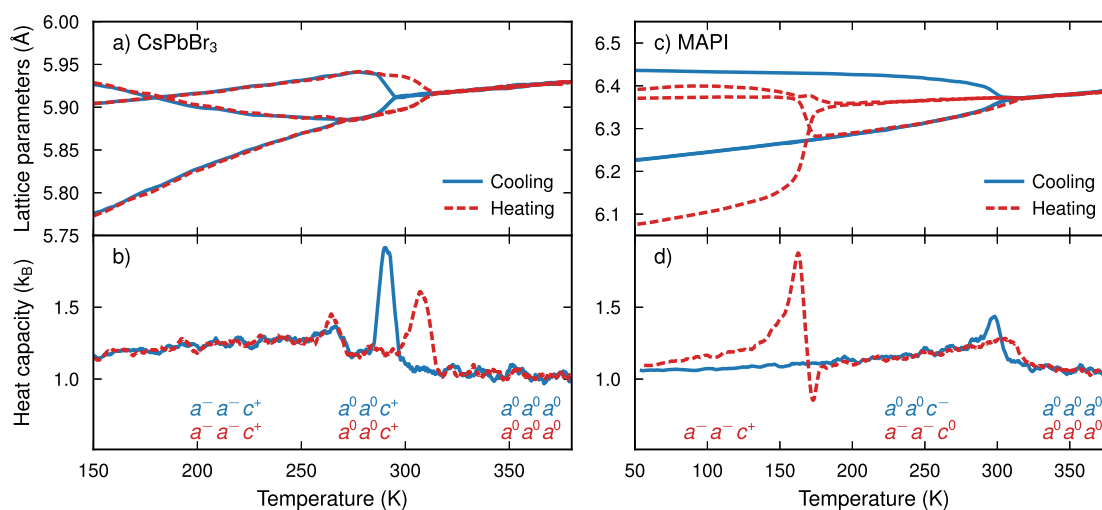 a) CsPbBr₃
6.00
5.95
5.90
5.85
5.80
5.75
Lattice parameters (Å)
Cooling
Heating
c) MAPI
6.5
6.4
6.3
6.2
6.1
Cooling
Heating
b)
1.5
1.0
Heat capacity (k_B)
a⁻a⁻c⁺ a⁰a⁰c⁺ a⁰a⁰a⁰
a⁻a⁻c⁺ a⁰a⁰c⁺ a⁰a⁰a⁰
150 200 250 300 350
Temperature (K)
d)
1.5
1.0
a⁰a⁰c⁻ a⁰a⁰a⁰
a⁻a⁻c⁺ a⁻a⁻c⁰ a⁰a⁰a⁰
50 100 150 200 250 300 350
Temperature (K)